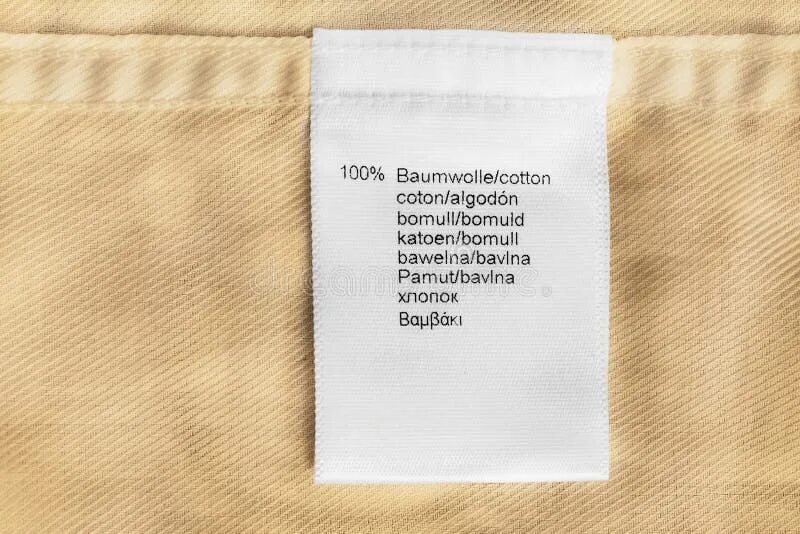 100% Baumwolle/cotton
coton/algodón
bomull/bomuld
katoen/bomull
bawełna/bavlna
Pamut/bavlna
хлопок
Βαμβάκι